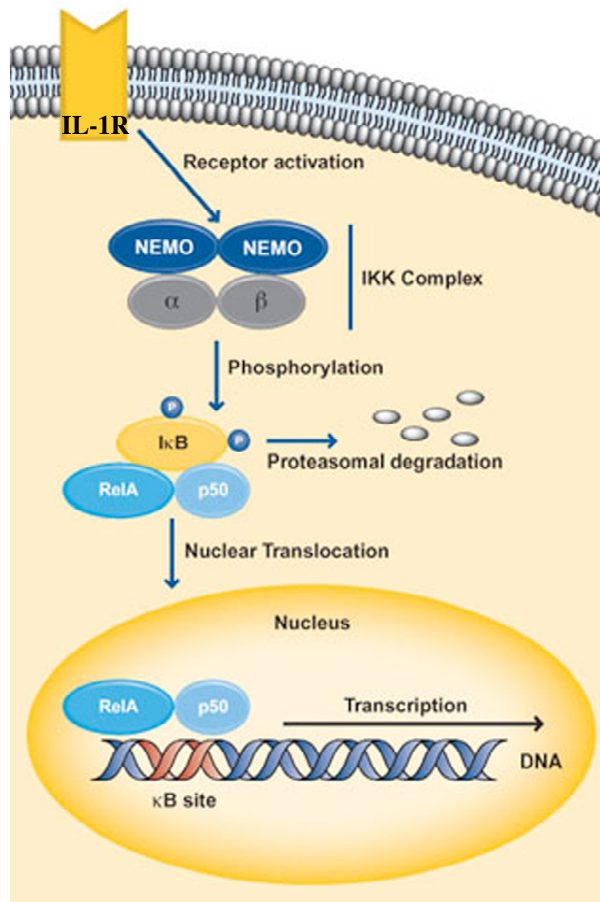 IL-1R
Receptor activation
NEMO NEMO
α β
IKK Complex
Phosphorylation
P
IκB P
Proteasomal degradation
RelA p50
Nuclear Translocation
Nucleus
RelA p50
Transcription
DNA
κB site